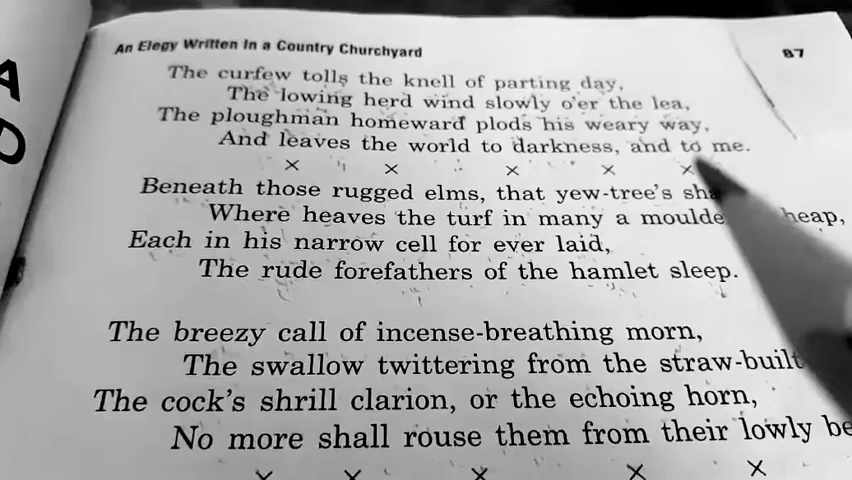 A
D
An Elegy Written In a Country Churchyard 87
The curfew tolls the knell of parting day,
The lowing herd wind slowly o'er the lea,
The ploughman homeward plods his weary way,
And leaves the world to darkness, and to me.
× × × × ×
Beneath those rugged elms, that yew-tree's sha
Where heaves the turf in many a moulde heap,
Each in his narrow cell for ever laid,
The rude forefathers of the hamlet sleep.
The breezy call of incense-breathing morn,
The swallow twittering from the straw-built
The cock's shrill clarion, or the echoing horn,
No more shall rouse them from their lowly be
× × × × ×